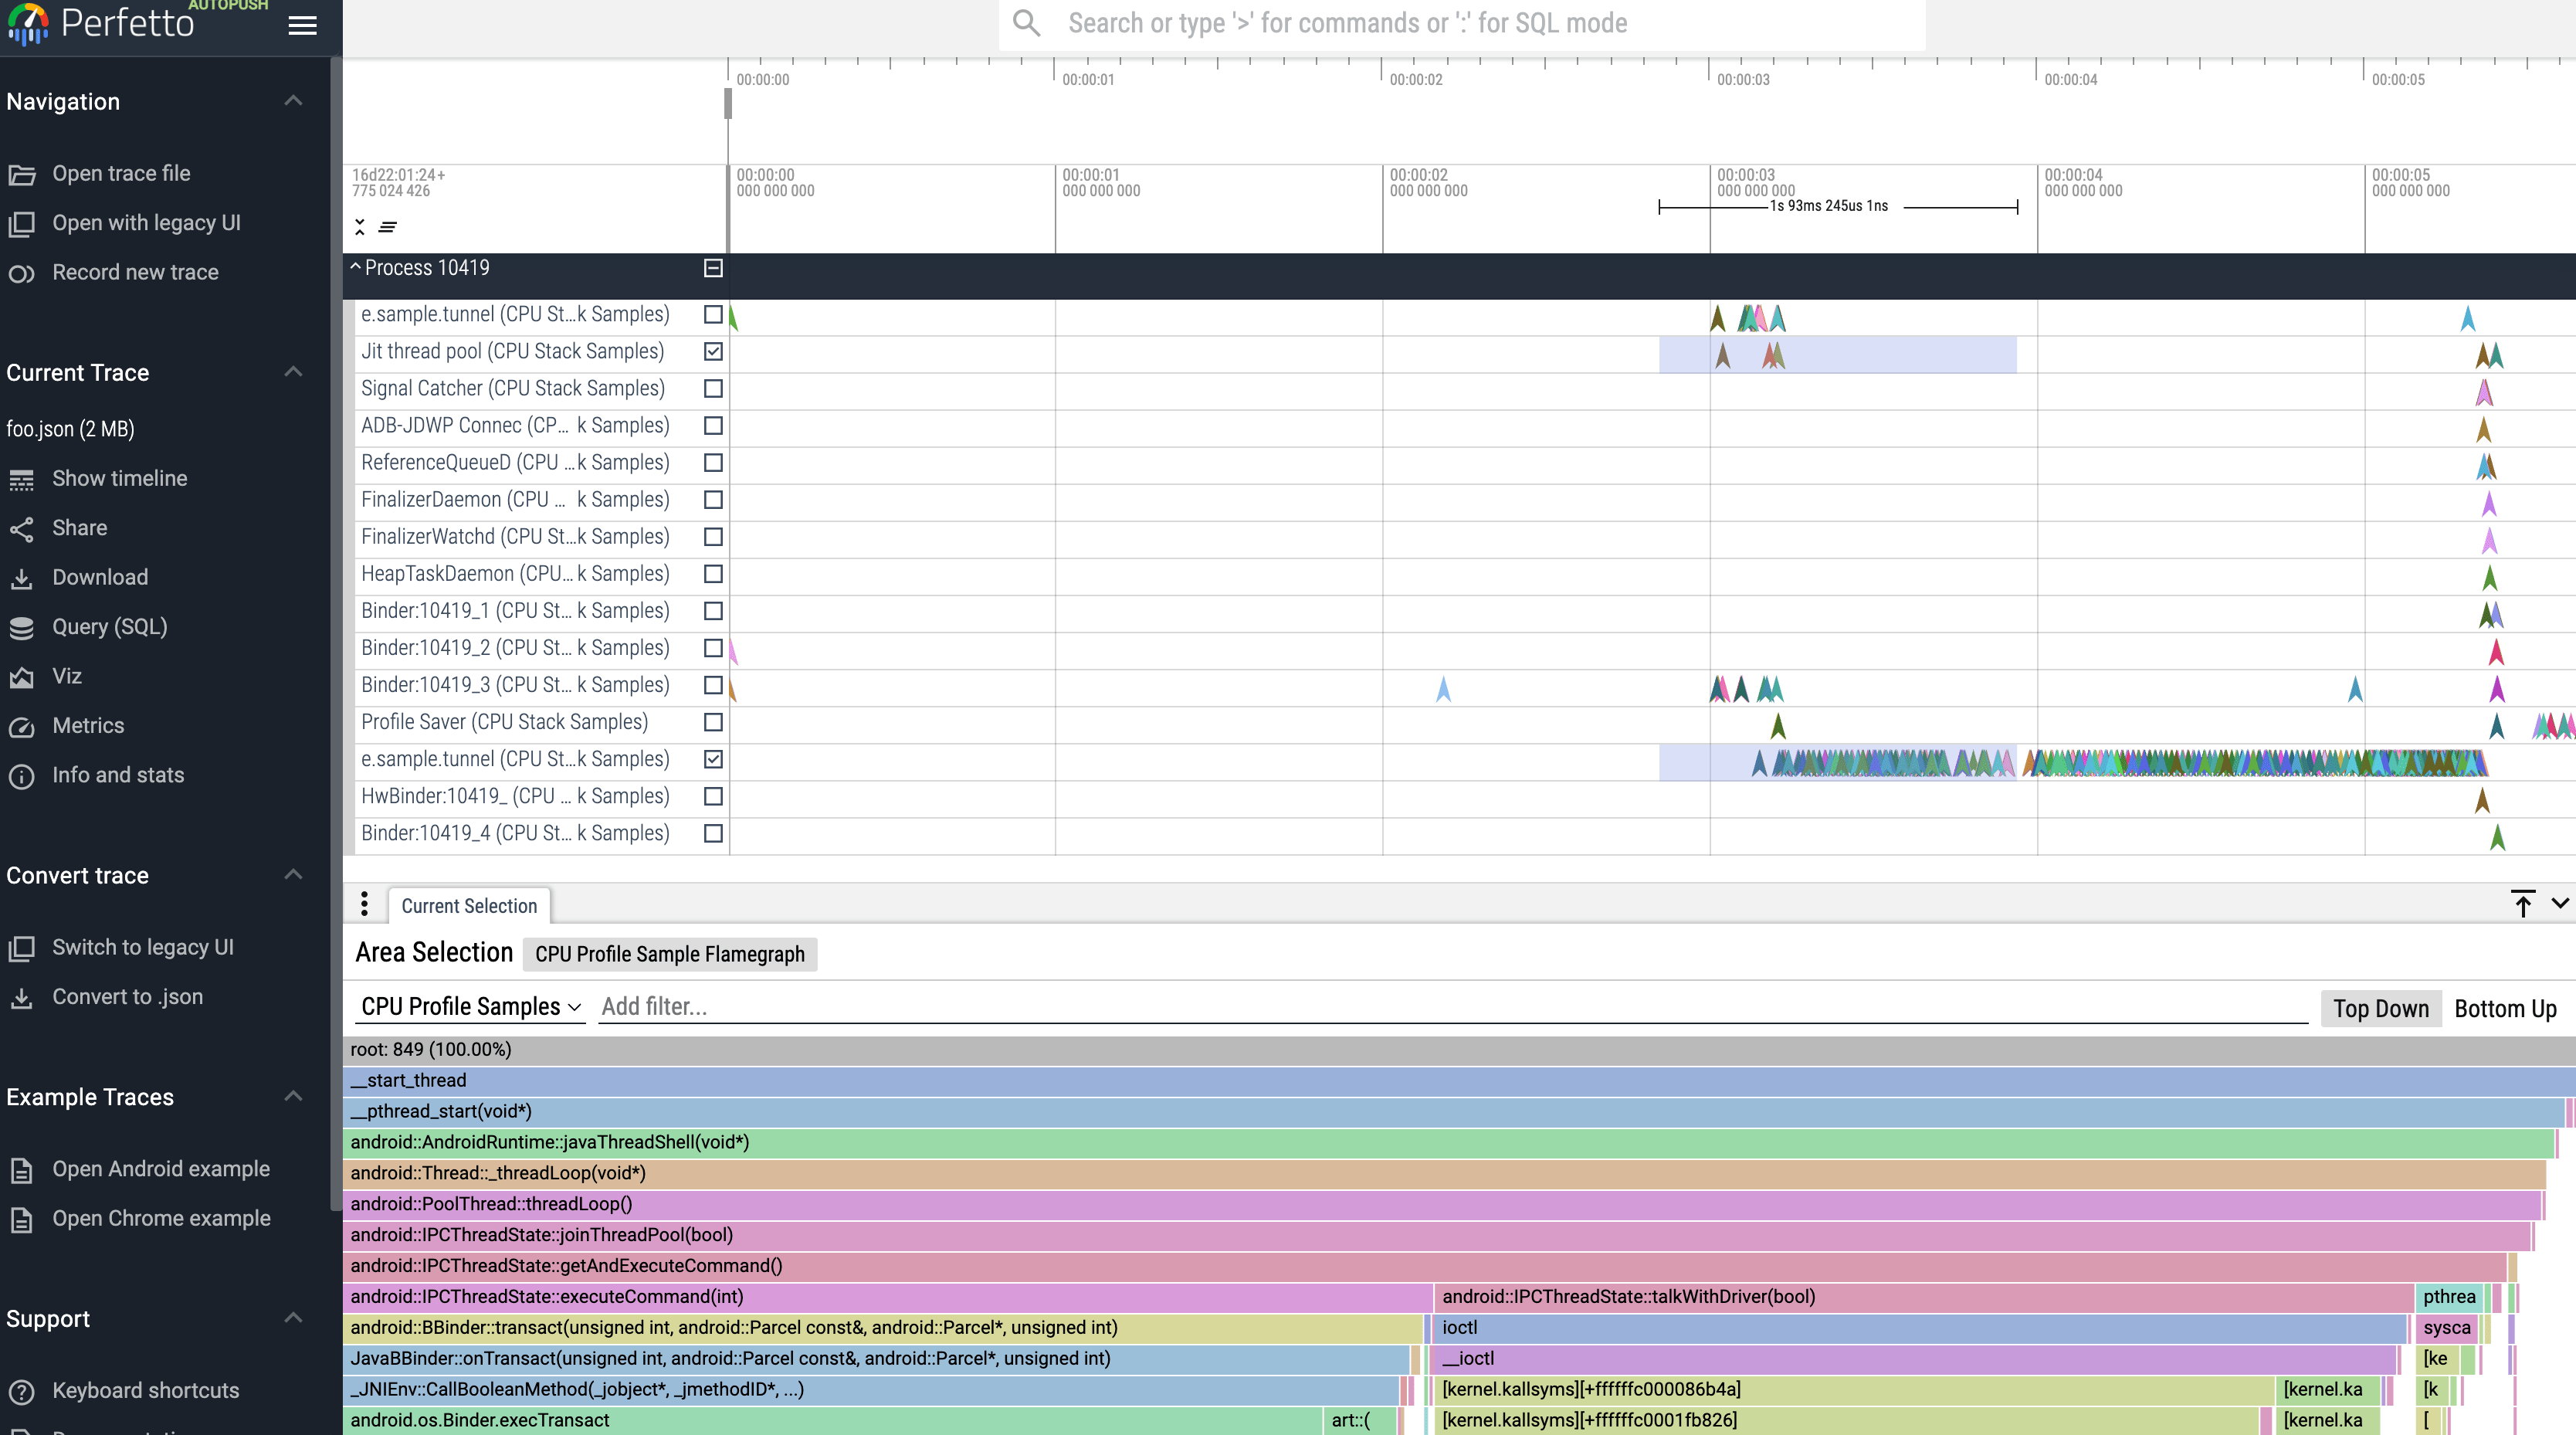 AUTOPUSH
Perfetto
Search or type '>' for commands or ':' for SQL mode
Navigation
Open trace file
Open with legacy UI
Record new trace
Current Trace
foo.json (2 MB)
Show timeline
Share
Download
Query (SQL)
Viz
Metrics
Info and stats
Convert trace
Switch to legacy UI
Convert to .json
Example Traces
Open Android example
Open Chrome example
Support
Keyboard shortcuts
00:00:00 00:00:01 00:00:02 00:00:03 00:00:04 00:00:05
16d22:01:24+ 00:00:00 00:00:01 00:00:02 00:00:03 00:00:04 00:00:05
775 024 426 000 000 000 000 000 000 000 000 000 000 000 000 000 000 000 000 000 000
1s 93ms 245us 1ns
Process 10419
e.sample.tunnel (CPU St...k Samples)
Jit thread pool (CPU Stack Samples)
Signal Catcher (CPU Stack Samples)
ADB-JDWP Connec (CP... k Samples)
ReferenceQueueD (CPU ...k Samples)
FinalizerDaemon (CPU ... k Samples)
FinalizerWatchd (CPU St... k Samples)
HeapTaskDaemon (CPU... k Samples)
Binder:10419_1 (CPU St... k Samples)
Binder:10419_2 (CPU St... k Samples)
Binder:10419_3 (CPU St... k Samples)
Profile Saver (CPU Stack Samples)
e.sample.tunnel (CPU St...k Samples)
HwBinder:10419_ (CPU ... k Samples)
Binder:10419_4 (CPU St... k Samples)
Current Selection
Area Selection CPU Profile Sample Flamegraph
CPU Profile Samples Add filter... Top Down Bottom Up
root: 849 (100.00%)
__start_thread
__pthread_start(void*)
android::AndroidRuntime::javaThreadShell(void*)
android::Thread::_threadLoop(void*)
android::PoolThread::threadLoop()
android::IPCThreadState::joinThreadPool(bool)
android::IPCThreadState::getAndExecuteCommand()
android::IPCThreadState::executeCommand(int) android::IPCThreadState::talkWithDriver(bool) pthrea
android::BBinder::transact(unsigned int, android::Parcel const&, android::Parcel*, unsigned int) ioctl sysca
JavaBBinder::onTransact(unsigned int, android::Parcel const&, android::Parcel*, unsigned int) __ioctl [ke
_JNIEnv::CallBooleanMethod(_jobject*, _jmethodID*, ...) [kernel.kallsyms][+ffffffc000086b4a] [kernel.ka [k
android.os.Binder.execTransact art::( [kernel.kallsyms][+ffffffc0001fb826] [kernel.ka [